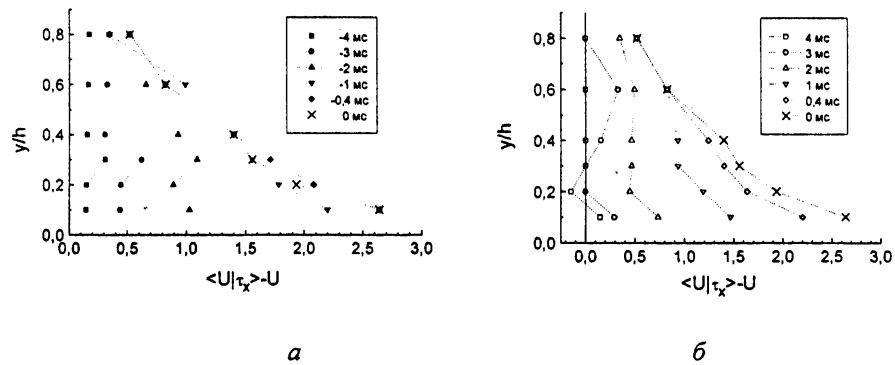 а
-4 мс
-3 мс
-2 мс
-1 мс
-0,4 мс
0 мс
y/h
0,8
0,6
0,4
0,2
0,0
0,0 0,5 1,0 1,5 2,0 2,5 3,0
<U|τx>-U
а
б
4 мс
3 мс
2 мс
1 мс
0,4 мс
0 мс
y/h
0,8
0,6
0,4
0,2
0,0
0,0 0,5 1,0 1,5 2,0 2,5 3,0
<U|τx>-U
б